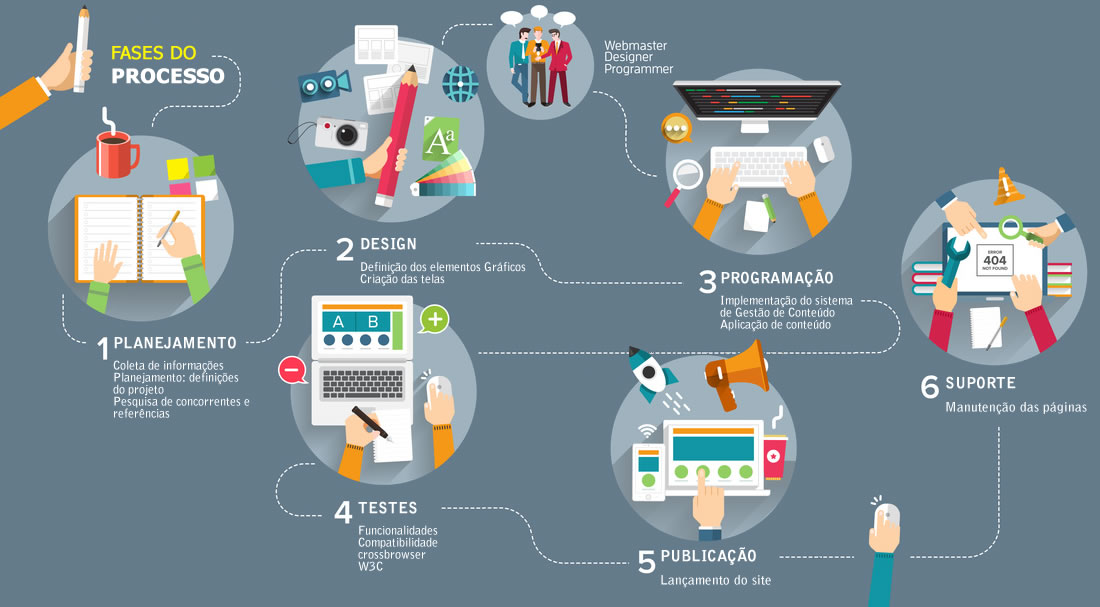 FASES DO
PROCESSO
Webmaster
Designer
Programmer
1 PLANEJAMENTO
Coleta de informações
Planejamento: definições
do projeto
Pesquisa de concorrentes e
referências
Aa
2 DESIGN
Definição dos elementos Gráficos
Criação das telas
3 PROGRAMAÇÃO
Implementação do sistema
de Gestão de Conteúdo
Aplicação de conteúdo
A B
4 TESTES
Funcionalidades
Compatibilidade
crossbrowser
W3C
5 PUBLICAÇÃO
Lançamento do site
ERROR
404
NOT FOUND
6 SUPORTE
Manutenção das páginas